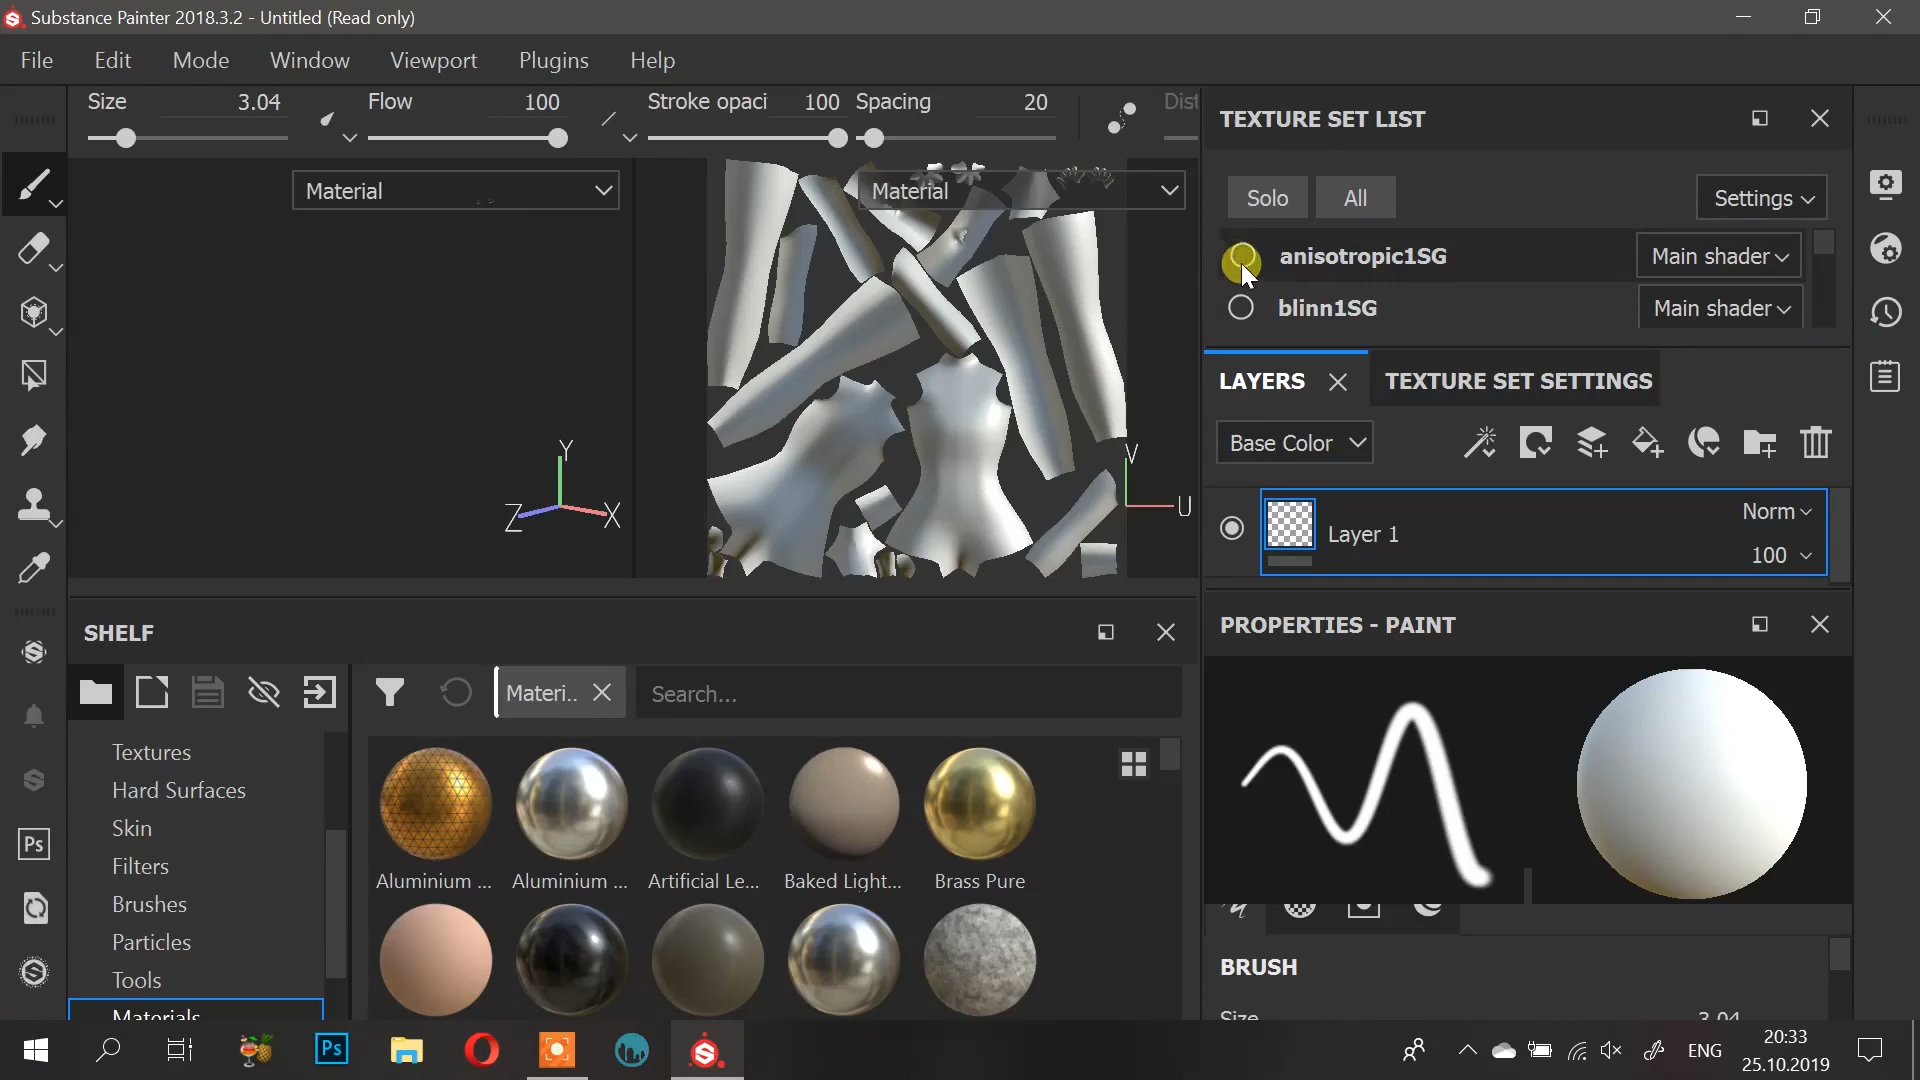 Substance Painter 2018.3.2 - Untitled (Read only)
File Edit Mode Window Viewport Plugins Help
Size 3.04 Flow 100 Stroke opaci 100 Spacing 20 Dist
TEXTURE SET LIST
Material Material
Solo All Settings
anisotropic1SG Main shader
blinn1SG Main shader
LAYERS TEXTURE SET SETTINGS
Base Color
Y
Z X
V
U
Norm
Layer 1
100
SHELF
PROPERTIES - PAINT
Materi.. Search...
Textures
Hard Surfaces
Skin
Filters
Brushes
Particles
Tools
Materials
Aluminium ... Aluminium ... Artificial Le... Baked Light... Brass Pure
BRUSH
Size 3.04
Ps
Ps
ENG
20:33
25.10.2019